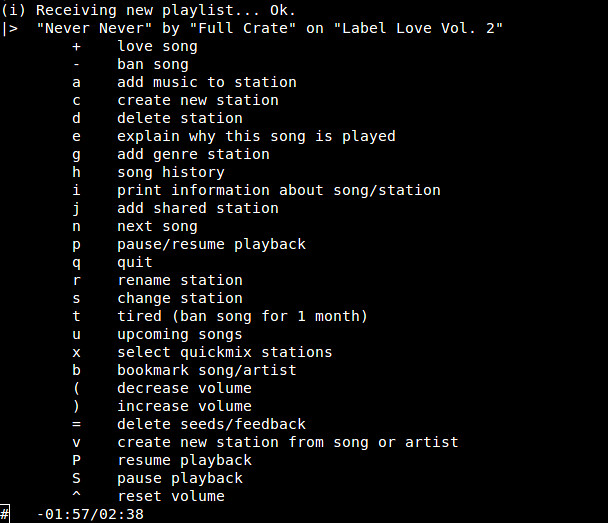 (i) Receiving new playlist... Ok.
|>  "Never Never" by "Full Crate" on "Label Love Vol. 2"
        +    love song
        -    ban song
        a    add music to station
        c    create new station
        d    delete station
        e    explain why this song is played
        g    add genre station
        h    song history
        i    print information about song/station
        j    add shared station
        n    next song
        p    pause/resume playback
        q    quit
        r    rename station
        s    change station
        t    tired (ban song for 1 month)
        u    upcoming songs
        x    select quickmix stations
        b    bookmark song/artist
        (    decrease volume
        )    increase volume
        =    delete seeds/feedback
        v    create new station from song or artist
        P    resume playback
        S    pause playback
        ^    reset volume
#   -01:57/02:38